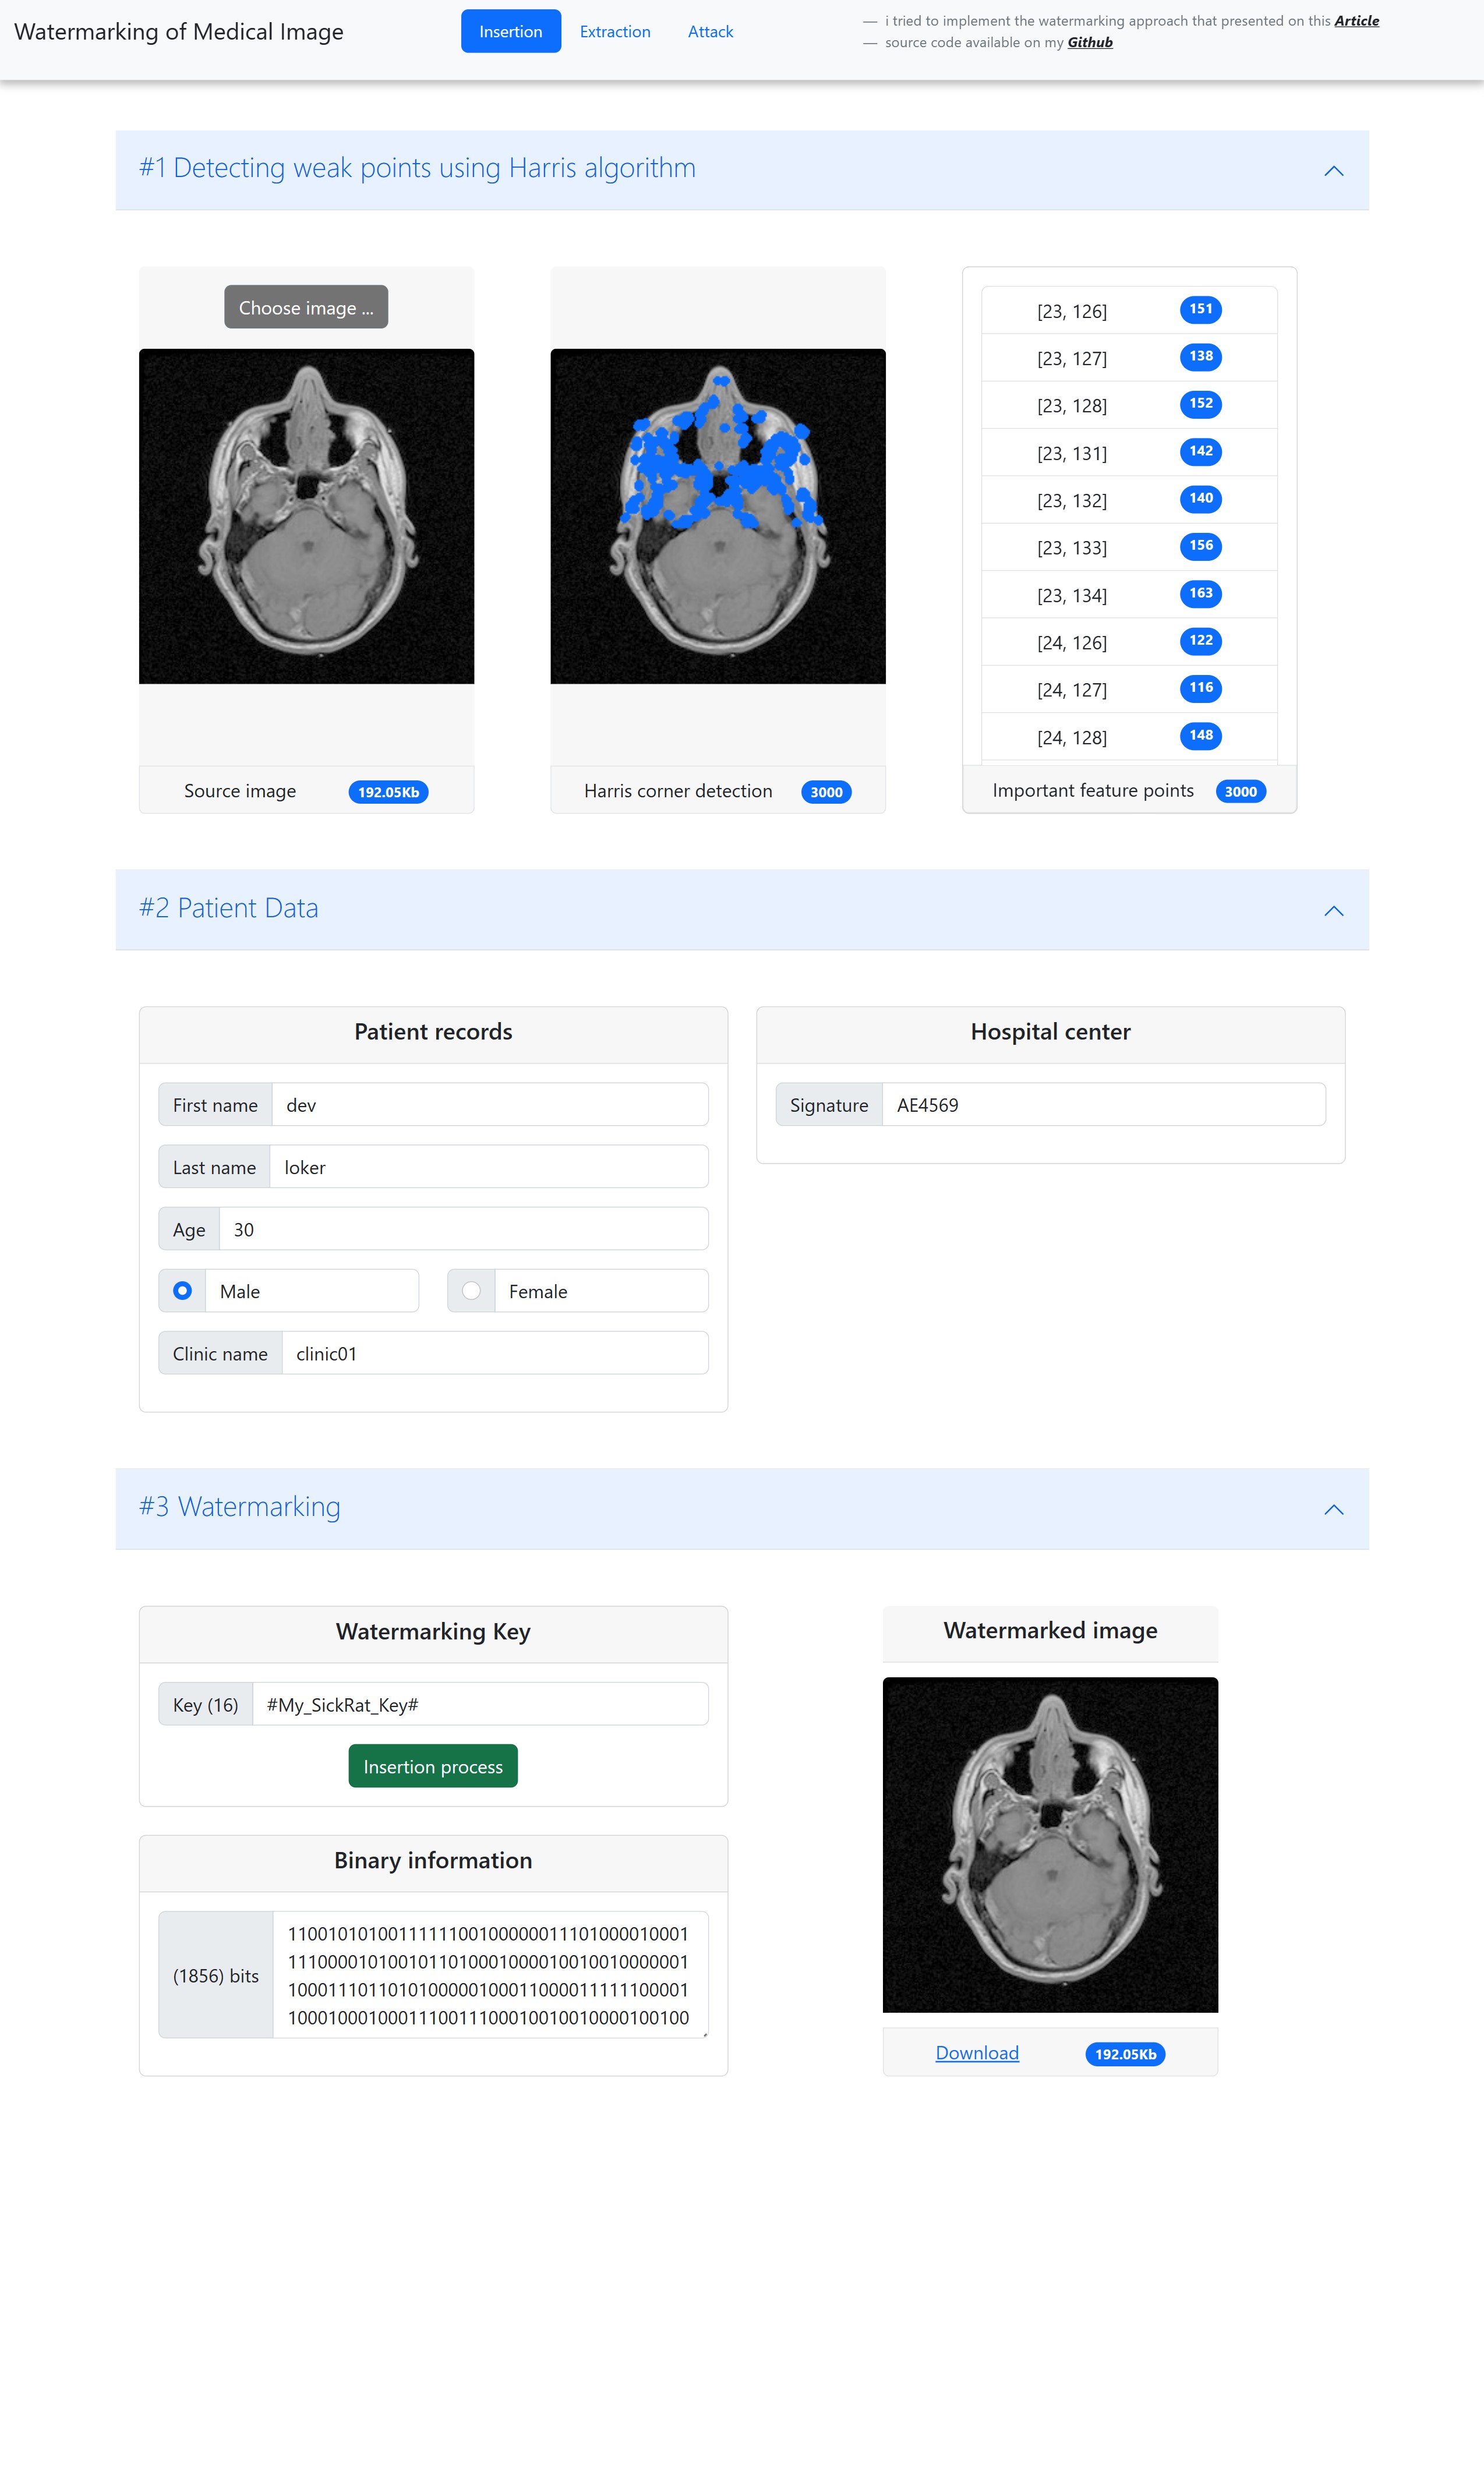 Watermarking of Medical Image
Insertion
Extraction
Attack
— i tried to implement the watermarking approach that presented on this Article
— source code available on my Github
#1 Detecting weak points using Harris algorithm
Choose image ...
Source image 192.05Kb
Harris corner detection 3000
[23, 126] 151
[23, 127] 138
[23, 128] 152
[23, 131] 142
[23, 132] 140
[23, 133] 156
[23, 134] 163
[24, 126] 122
[24, 127] 116
[24, 128] 148
Important feature points 3000
#2 Patient Data
Patient records
First name dev
Last name loker
Age 30
Male
Female
Clinic name clinic01
Hospital center
Signature AE4569
#3 Watermarking
Watermarking Key
Key (16) #My_SickRat_Key#
Insertion process
Binary information
(1856) bits
1100101010011111100100000011101000010001
1110000101001011010001000010010010000001
1000111011010100000100011000011111100001
1000100010001110011100010010010000100100
Watermarked image
Download 192.05Kb